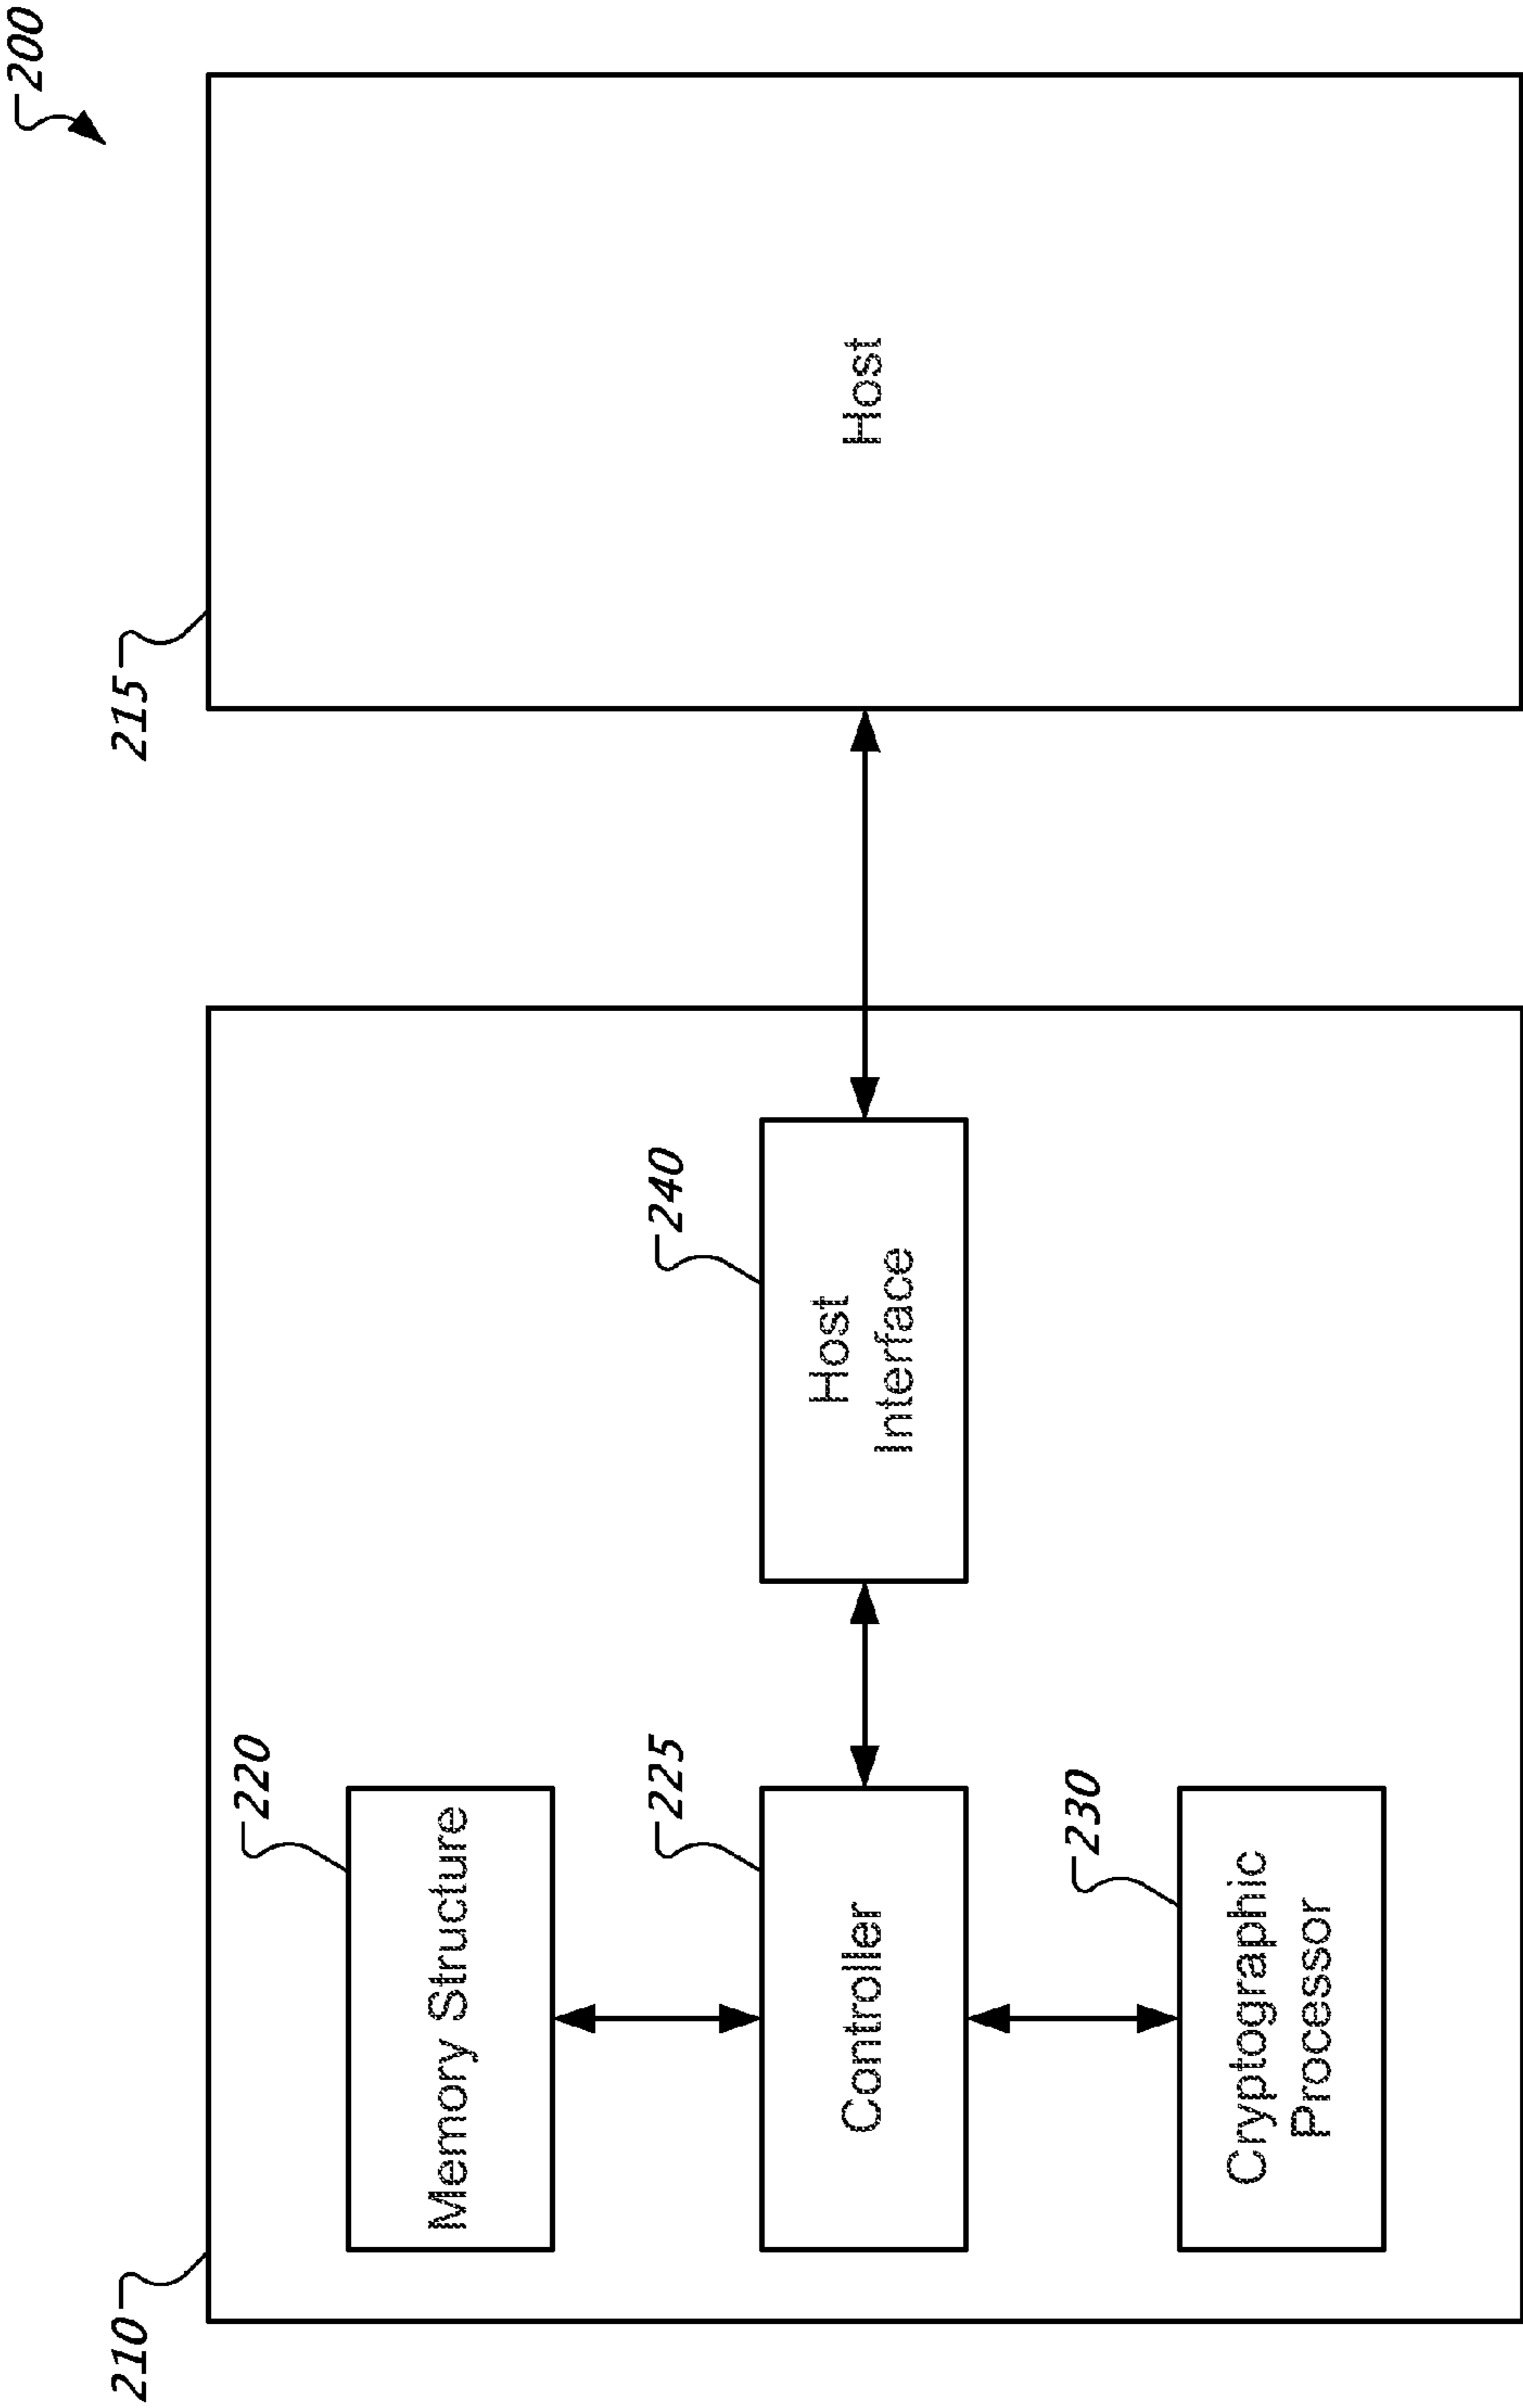 200
210
215
220
Memory Structure
225
Controller
240
Host
Interface
Host
230
Cryptographic
Processor